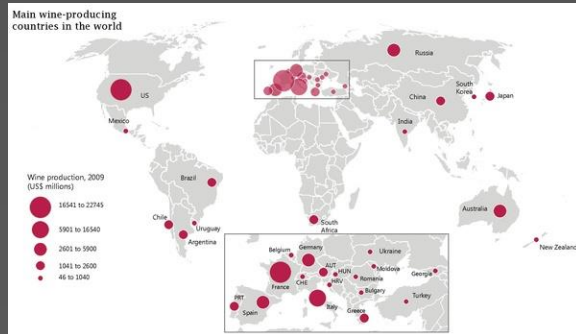 Main wine-producing
countries in the world
Russia
US
China
South
Korea
Japan
Mexico
India
Wine production, 2009
(US$ millions)
16541 to 22745
5901 to 16540
2601 to 5900
1041 to 2600
46 to 1040
Brazil
Chile
Uruguay
Argentina
South
Africa
Australia
New Zealand
Belgium
Germany
Ukraine
AUT
HUN
Moldova
Georgia
France
CHE
HRV
Romania
Bulgary
Turkey
PRT
Spain
Italy
Greece